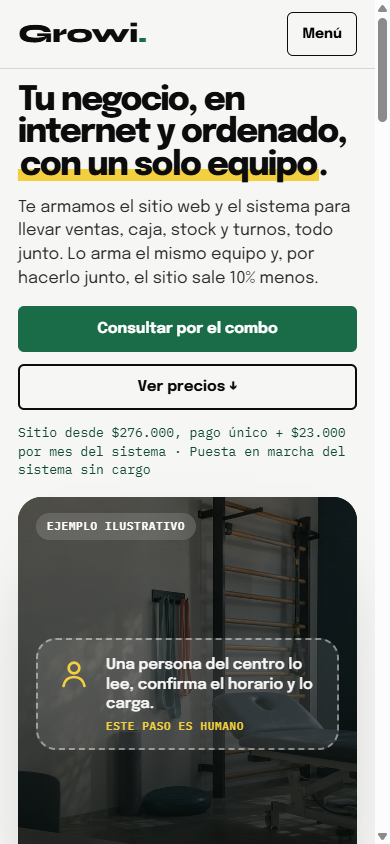 Growi.
Menú
Tu negocio, en
internet y ordenado,
con un solo equipo.
Te armamos el sitio web y el sistema para
llevar ventas, caja, stock y turnos, todo
junto. Lo arma el mismo equipo y, por
hacerlo junto, el sitio sale 10% menos.
Consultar por el combo
Ver precios ↓
Sitio desde $276.000, pago único + $23.000
por mes del sistema · Puesta en marcha del
sistema sin cargo
EJEMPLO ILUSTRATIVO
Una persona del centro lo
lee, confirma el horario y lo
carga.
ESTE PASO ES HUMANO